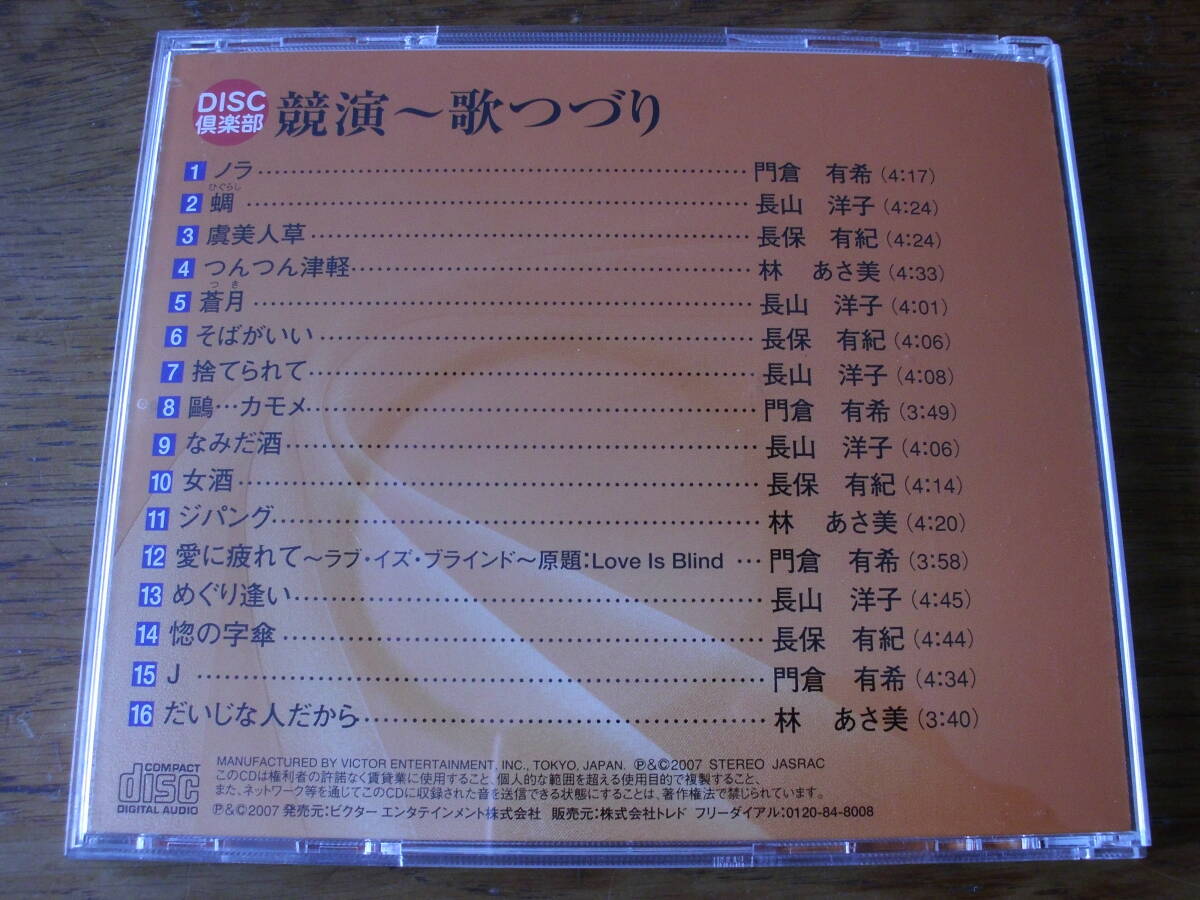 DISC
倶楽部
競演～歌つづり
1 ノラ……門倉 有希(4:17)
ひぐらし
2 蜩……長山 洋子(4:24)
3 虞美人草……長保 有紀(4:24)
4 つんつん津軽……林 あさ美(4:33)
つき
5 蒼月……長山 洋子(4:01)
6 そばがいい……長保 有紀(4:06)
7 捨てられて……長山 洋子(4:08)
8 鷗…カモメ……門倉 有希(3:49)
9 なみだ酒……長山 洋子(4:06)
10 女酒……長保 有紀(4:14)
11 ジパング……林 あさ美(4:20)
12 愛に疲れて～ラブ・イズ・ブラインド～原題:Love Is Blind …門倉 有希(3:58)
13 めぐり逢い……長山 洋子(4:45)
14 惚の字傘……長保 有紀(4:44)
15 J……門倉 有希(4:34)
16 だいじな人だから……林 あさ美(3:40)
COMPACT
disc
DIGITAL AUDIO
MANUFACTURED BY VICTOR ENTERTAINMENT, INC., TOKYO, JAPAN. ℗&©2007 STEREO JASRAC
このCDは権利者の許諾なく賃貸業に使用すること、個人的な範囲を超える使用目的で複製すること、
また、ネットワーク等を通じてこのCDに収録された音を送信できる状態にすることは、著作権法で禁じられています。
℗&©2007 発売元:ビクター エンタテインメント株式会社 販売元:株式会社トレド フリーダイアル:0120-84-8008